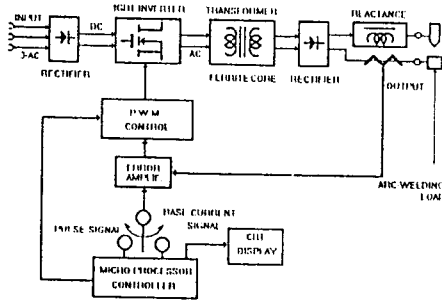 INPUT
3-AC
RECTIFIER
DC
IGBT INVERTER
AC
TRANSFORMER
FERRITE CORE
RECTIFIER
REACTANCE
OUTPUT
P.W.M
CONTROL
ERROR
AMPLIF.
ARC-WELDING
LOAD
PULSE SIGNAL
BASE CURRENT
SIGNAL
CRT
DISPLAY
MICRO PROCESSOR
CONTROLLER